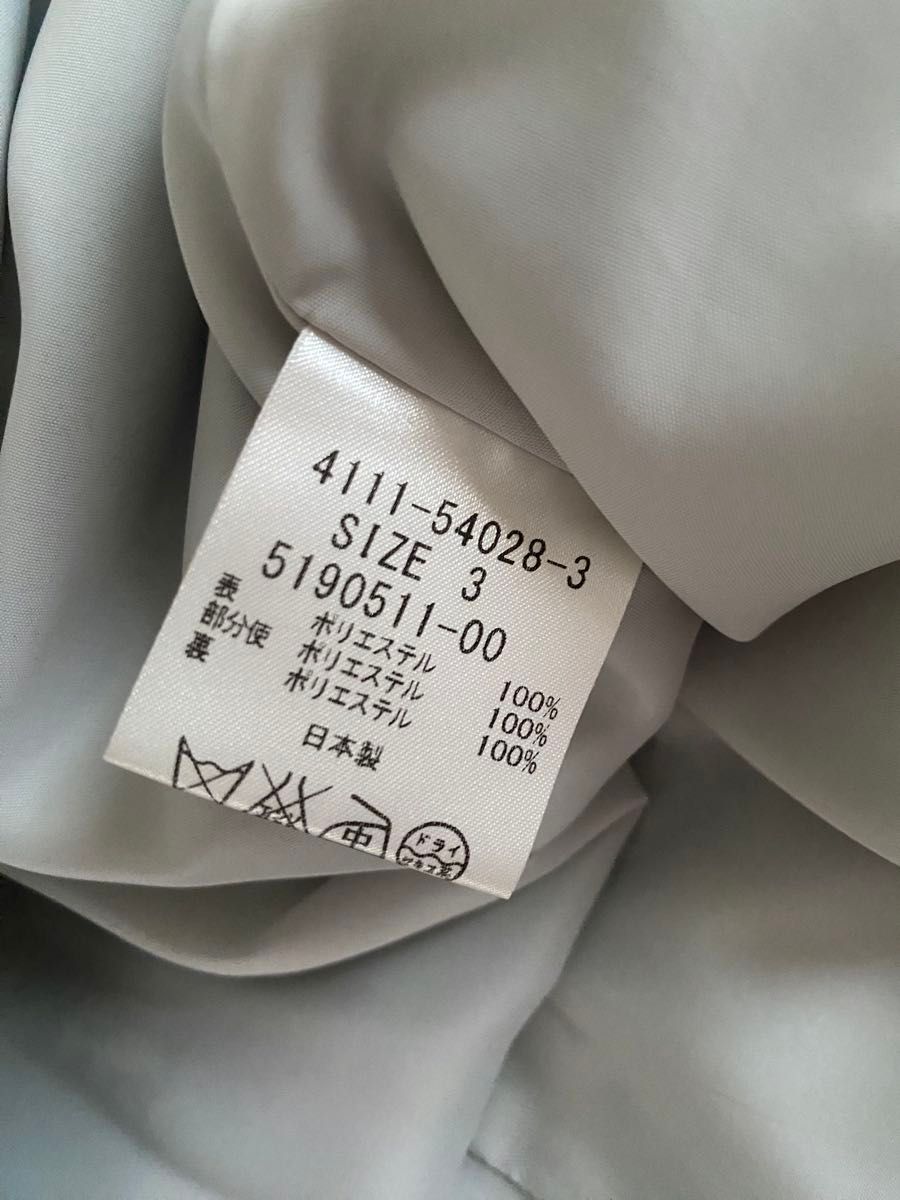 4111-54028-3
SIZE 3
5190511-00
表 ポリエステル 100%
部分使 ポリエステル 100%
裏 ポリエステル 100%
日本製
中
ドライ